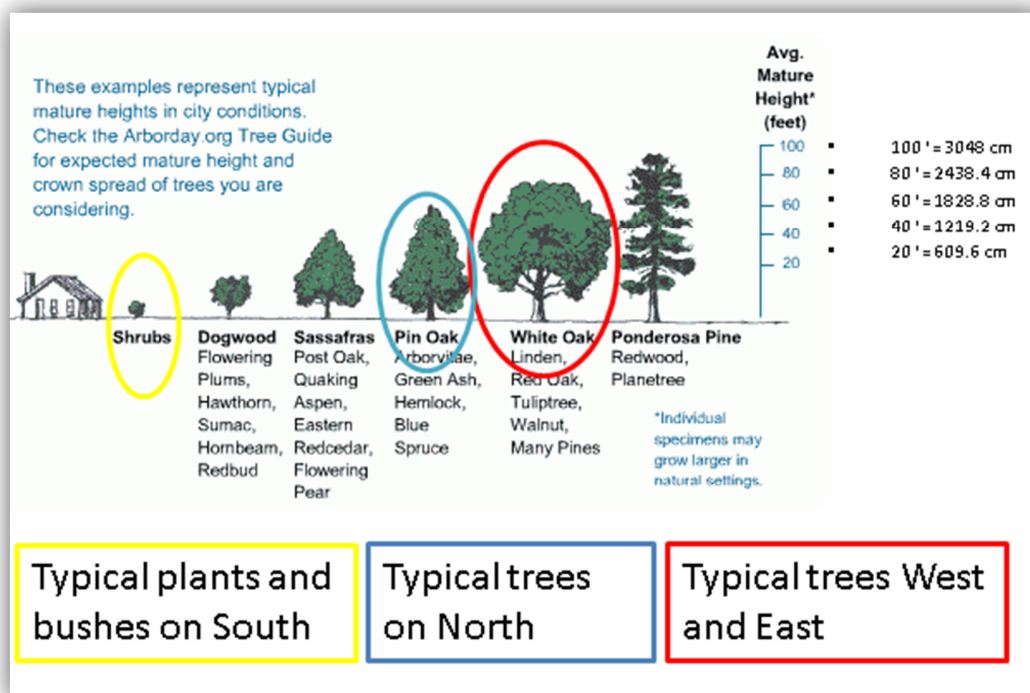 These examples represent typical
mature heights in city conditions.
Check the Arborday.org Tree Guide
for expected mature height and
crown spread of trees you are
considering.
Avg.
Mature
Height*
(feet)
100
80
60
40
20
▪ 100 ' = 3048 cm
▪ 80 ' = 2438.4 cm
▪ 60 ' = 1828.8 cm
▪ 40 ' = 1219.2 cm
▪ 20 ' = 609.6 cm
Shrubs
Dogwood
Flowering
Plums,
Hawthorn,
Sumac,
Hornbeam,
Redbud
Sassafras
Post Oak,
Quaking
Aspen,
Eastern
Redcedar,
Flowering
Pear
Pin Oak
Arborvitae,
Green Ash,
Hemlock,
Blue
Spruce
White Oak
Linden,
Red Oak,
Tuliptree,
Walnut,
Many Pines
Ponderosa Pine
Redwood,
Planetree
*Individual
specimens may
grow larger in
natural settings.
Typical plants and
bushes on South
Typical trees
on North
Typical trees West
and East